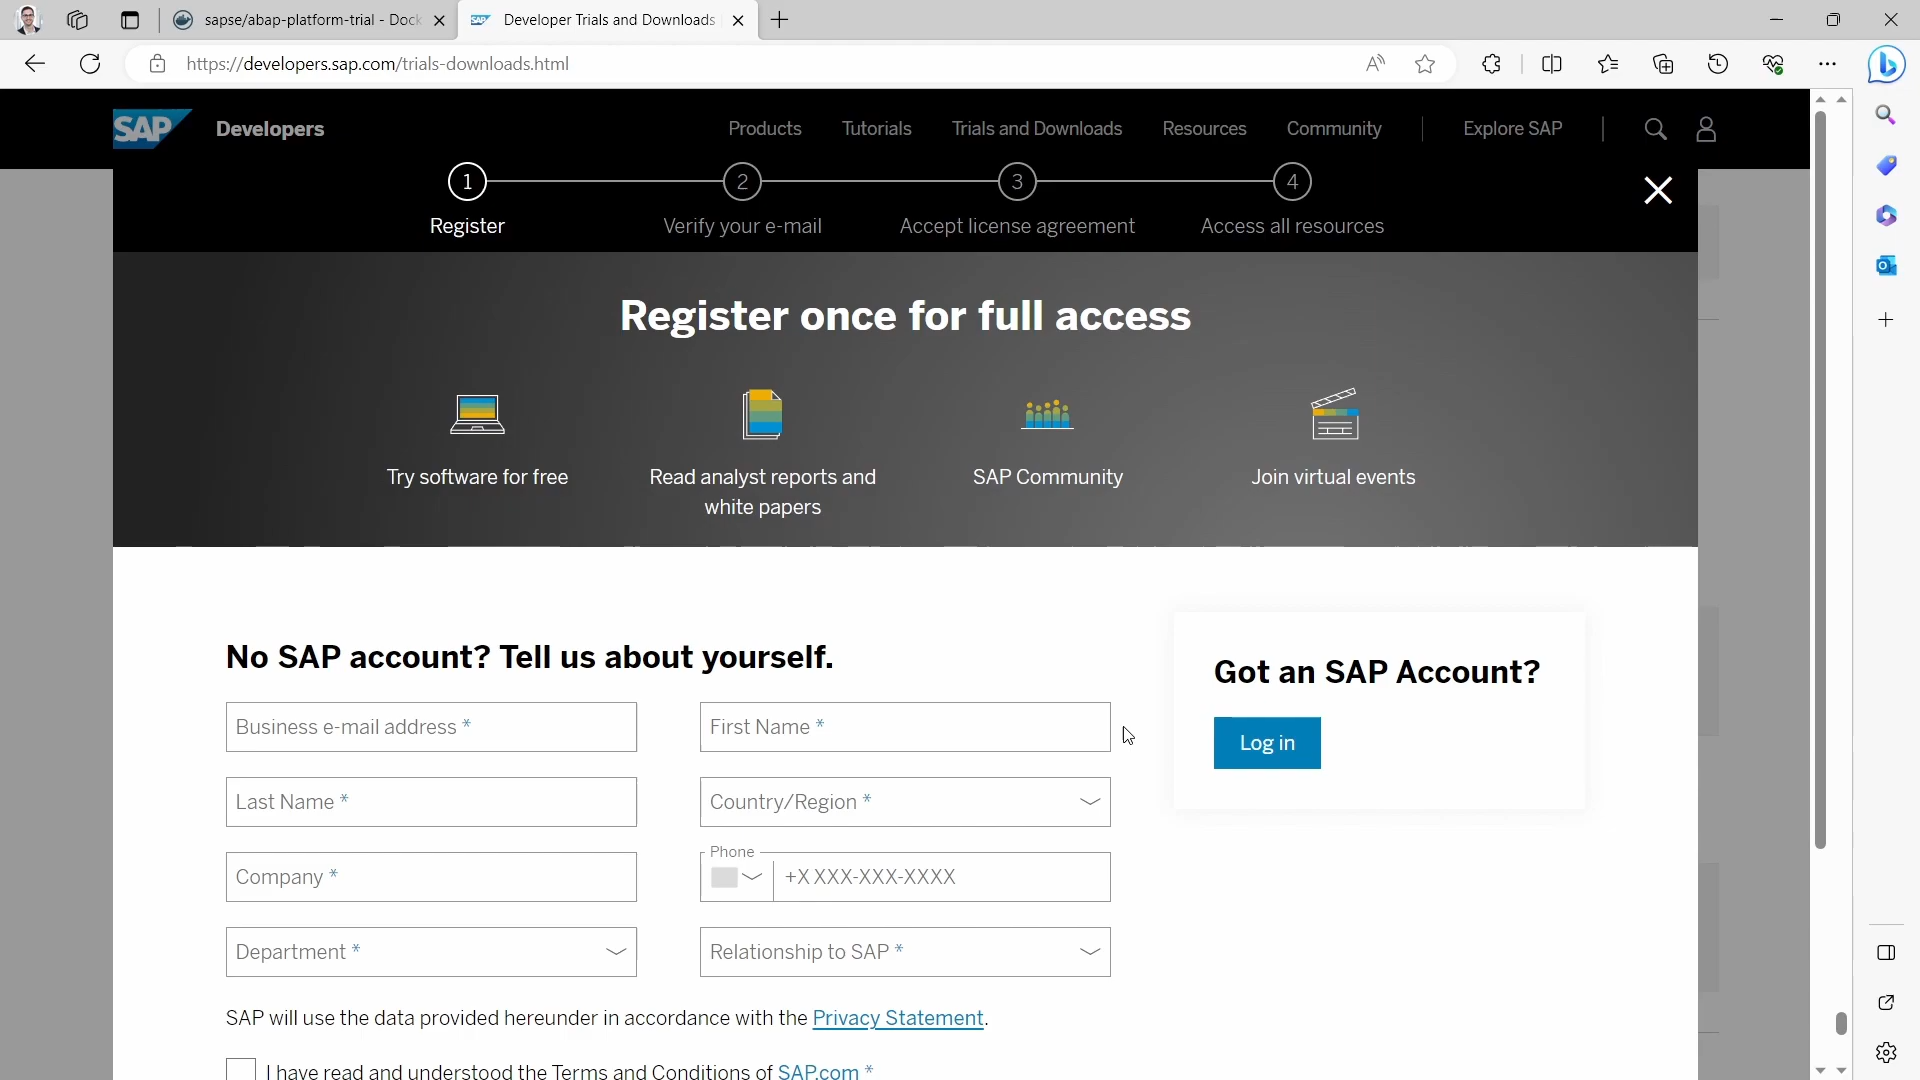 sapse/abap-platform-trial - Dock
Developer Trials and Downloads
https://developers.sap.com/trials-downloads.html
SAP
Developers
Products
Tutorials
Trials and Downloads
Resources
Community
Explore SAP
1
2
3
4
Register
Verify your e-mail
Accept license agreement
Access all resources
Register once for full access
Try software for free
Read analyst reports and
white papers
SAP Community
Join virtual events
No SAP account? Tell us about yourself.
Got an SAP Account?
Log in
Business e-mail address *
First Name *
Last Name *
Country/Region *
Company *
Phone
+X XXX-XXX-XXXX
Department *
Relationship to SAP *
SAP will use the data provided hereunder in accordance with the Privacy Statement.
I have read and understood the Terms and Conditions of SAP.com *